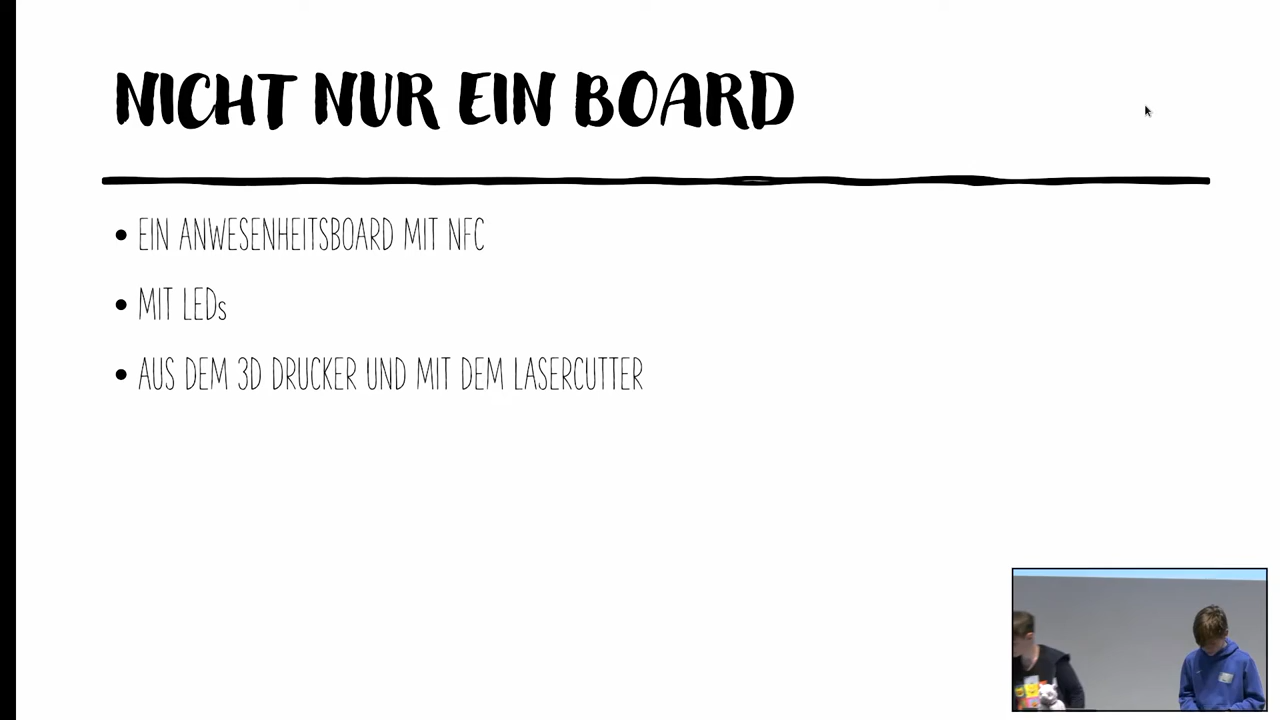 NICHT NUR EIN BOARD
• EIN ANWESENHEITSBOARD MIT NFC
• MIT LEDs
• AUS DEM 3D DRUCKER UND MIT DEM LASERCUTTER